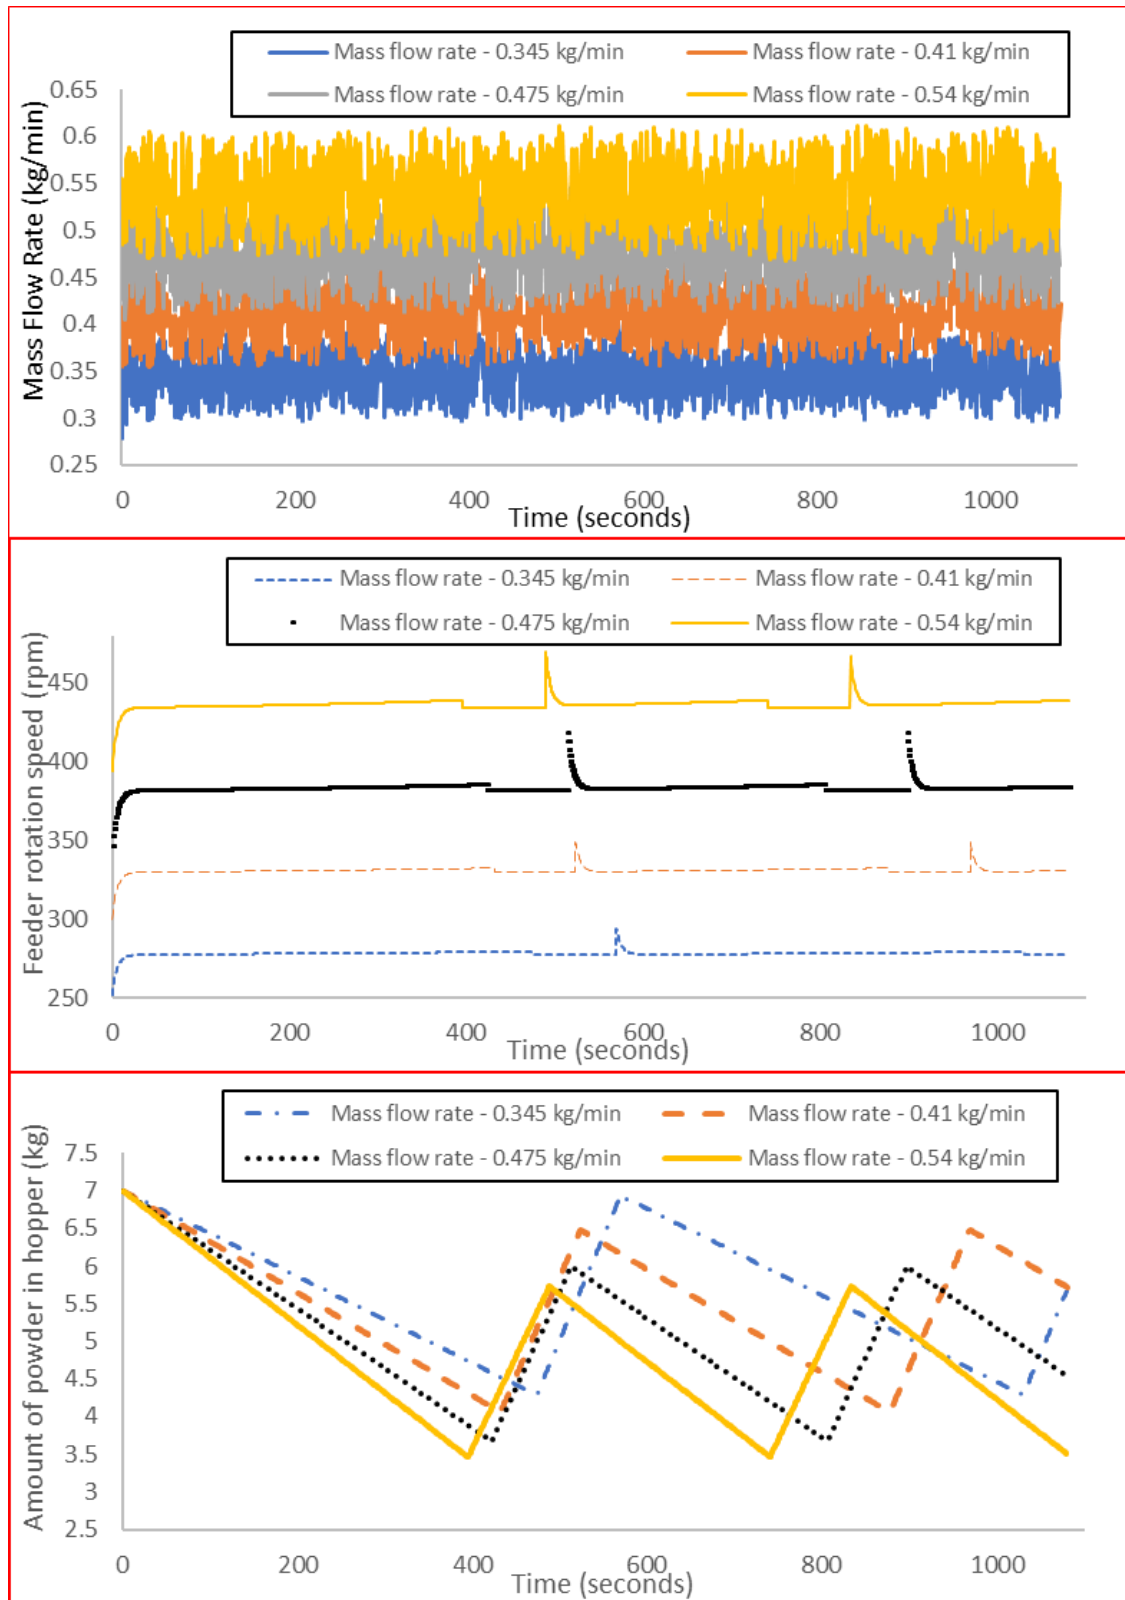 Mass flow rate - 0.345 kg/min
Mass flow rate - 0.41 kg/min
Mass flow rate - 0.475 kg/min
Mass flow rate - 0.54 kg/min
Mass Flow Rate (kg/min)
0.65
0.6
0.55
0.5
0.45
0.4
0.35
0.3
0.25
0 200 400 600 800 1000
Time (seconds)
Mass flow rate - 0.345 kg/min
Mass flow rate - 0.41 kg/min
Mass flow rate - 0.475 kg/min
Mass flow rate - 0.54 kg/min
Feeder rotation speed (rpm)
450
400
350
300
250
0 200 400 600 800 1000
Time (seconds)
Mass flow rate - 0.345 kg/min
Mass flow rate - 0.41 kg/min
Mass flow rate - 0.475 kg/min
Mass flow rate - 0.54 kg/min
Amount of powder in hopper (kg)
7.5
7
6.5
6
5.5
5
4.5
4
3.5
3
2.5
0 200 400 600 800 1000
Time (seconds)